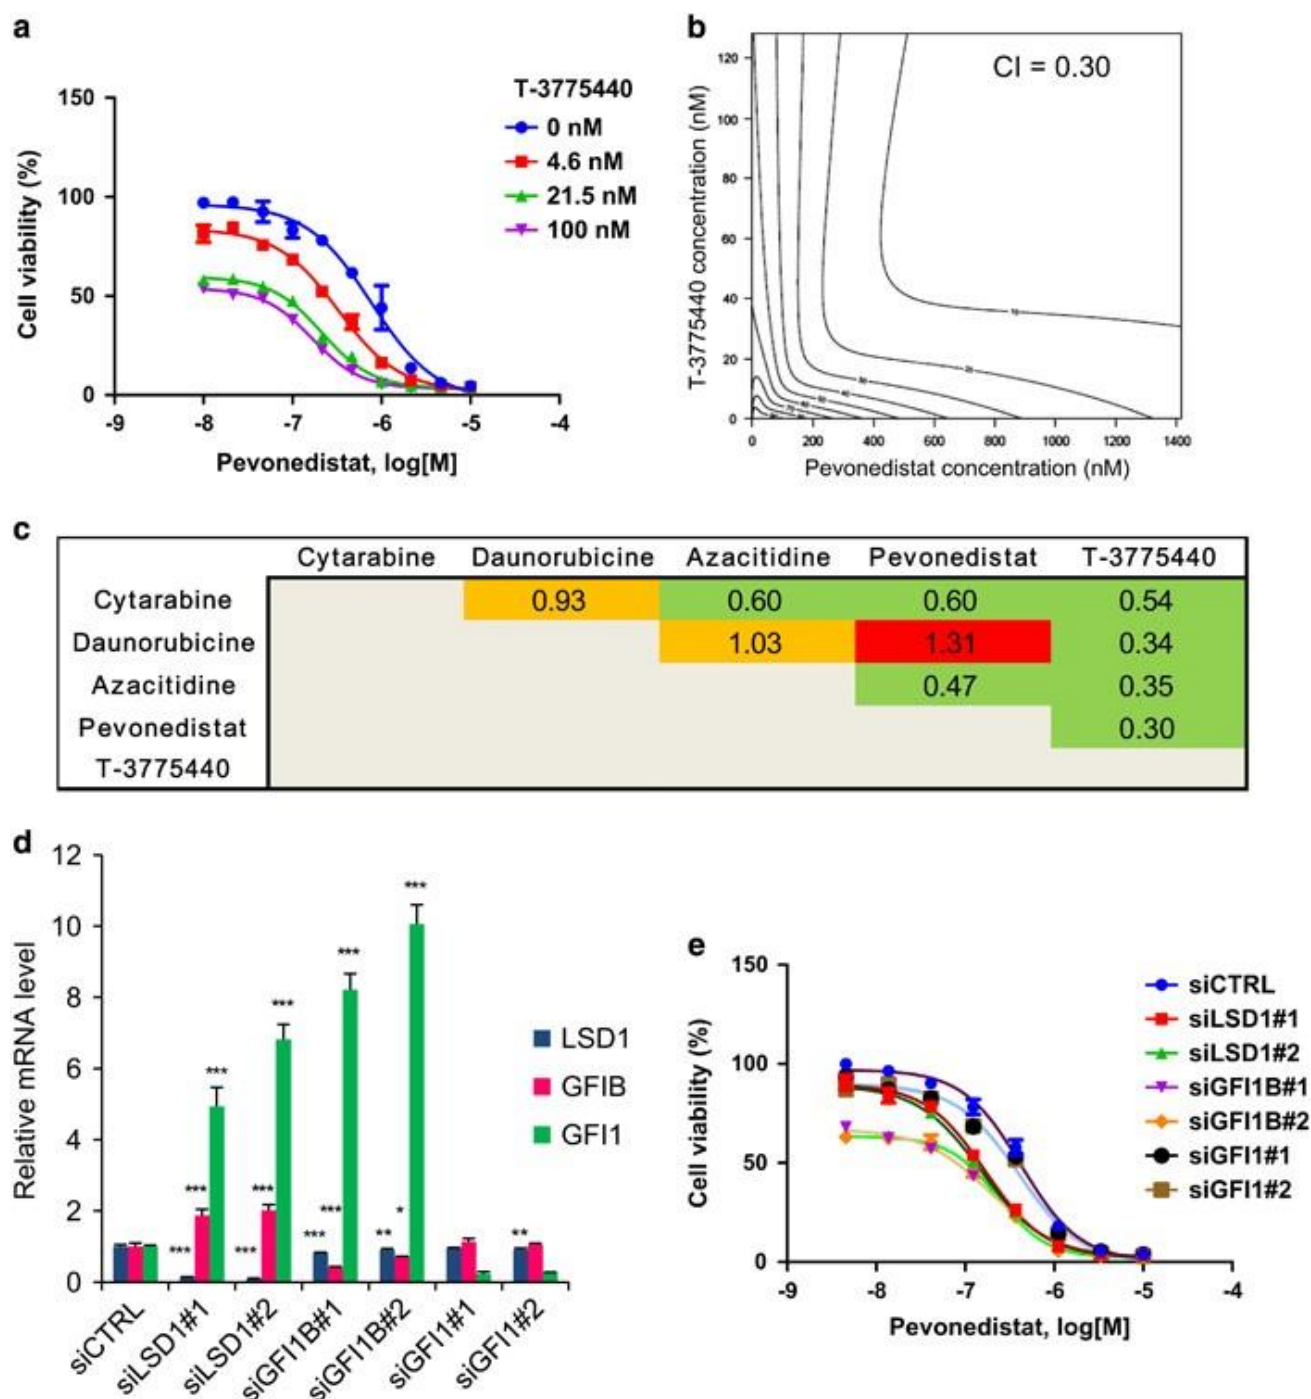 a
T-3775440
0 nM
4.6 nM
21.5 nM
100 nM
Cell viability (%)
150
100
50
0
-9 -8 -7 -6 -5 -4
Pevonedistat, log[M]
b
CI = 0.30
T-3775440 concentration (nM)
120
100
80
60
40
20
0
0 200 400 600 800 1000 1200 1400
Pevonedistat concentration (nM)
c
Cytarabine Daunorubicine Azacitidine Pevonedistat T-3775440
Cytarabine 0.93 0.60 0.60 0.54
Daunorubicine 1.03 1.31 0.34
Azacitidine 0.47 0.35
Pevonedistat 0.30
T-3775440
d
Relative mRNA level
12
10
8
6
4
2
0
*** *** ***
*** *** ***
*** *** ***
** * ***
**
LSD1
GFIB
GFI1
siCTRL
siLSD1#1
siLSD1#2
siGFI1B#1
siGFI1B#2
siGFI1#1
siGFI1#2
e
Cell viability (%)
150
100
50
0
-9 -8 -7 -6 -5 -4
Pevonedistat, log[M]
siCTRL
siLSD1#1
siLSD1#2
siGFI1B#1
siGFI1B#2
siGFI1#1
siGFI1#2